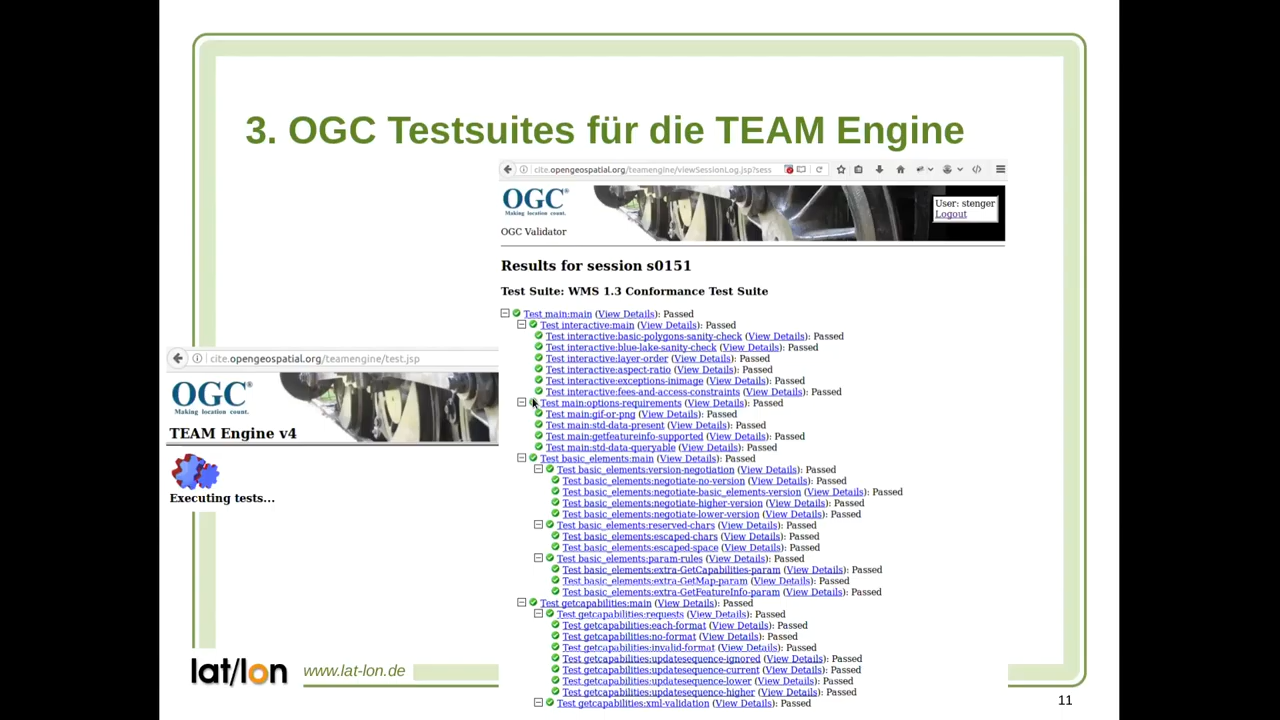 3. OGC Testsuites für die TEAM Engine
cite.opengeospatial.org/teamengine/viewSessionLog.jsp?sess
OGC®
Making location count.
OGC Validator
User: stenger
Logout
Results for session s0151
Test Suite: WMS 1.3 Conformance Test Suite
Test main:main (View Details): Passed
Test interactive:main (View Details): Passed
Test interactive:basic-polygons-sanity-check (View Details): Passed
Test interactive:blue-lake-sanity-check (View Details): Passed
Test interactive:layer-order (View Details): Passed
Test interactive:aspect-ratio (View Details): Passed
Test interactive:exceptions-inimage (View Details): Passed
Test interactive:fees-and-access-constraints (View Details): Passed
Test main:options-requirements (View Details): Passed
Test main:gif-or-png (View Details): Passed
Test main:std-data-present (View Details): Passed
Test main:getfeatureinfo-supported (View Details): Passed
Test main:std-data-queryable (View Details): Passed
Test basic_elements:main (View Details): Passed
Test basic_elements:version-negotiation (View Details): Passed
Test basic_elements:negotiate-no-version (View Details): Passed
Test basic_elements:negotiate-basic_elements-version (View Details): Passed
Test basic_elements:negotiate-higher-version (View Details): Passed
Test basic_elements:negotiate-lower-version (View Details): Passed
Test basic_elements:reserved-chars (View Details): Passed
Test basic_elements:escaped-chars (View Details): Passed
Test basic_elements:escaped-space (View Details): Passed
Test basic_elements:param-rules (View Details): Passed
Test basic_elements:extra-GetCapabilities-param (View Details): Passed
Test basic_elements:extra-GetMap-param (View Details): Passed
Test basic_elements:extra-GetFeatureInfo-param (View Details): Passed
Test getcapabilities:main (View Details): Passed
Test getcapabilities:requests (View Details): Passed
Test getcapabilities:each-format (View Details): Passed
Test getcapabilities:no-format (View Details): Passed
Test getcapabilities:invalid-format (View Details): Passed
Test getcapabilities:updatesequence-ignored (View Details): Passed
Test getcapabilities:updatesequence-current (View Details): Passed
Test getcapabilities:updatesequence-lower (View Details): Passed
Test getcapabilities:updatesequence-higher (View Details): Passed
Test getcapabilities:xml-validation (View Details): Passed
cite.opengeospatial.org/teamengine/test.jsp
OGC®
Making location count.
TEAM Engine v4
Executing tests...
lat/lon
www.lat-lon.de
11